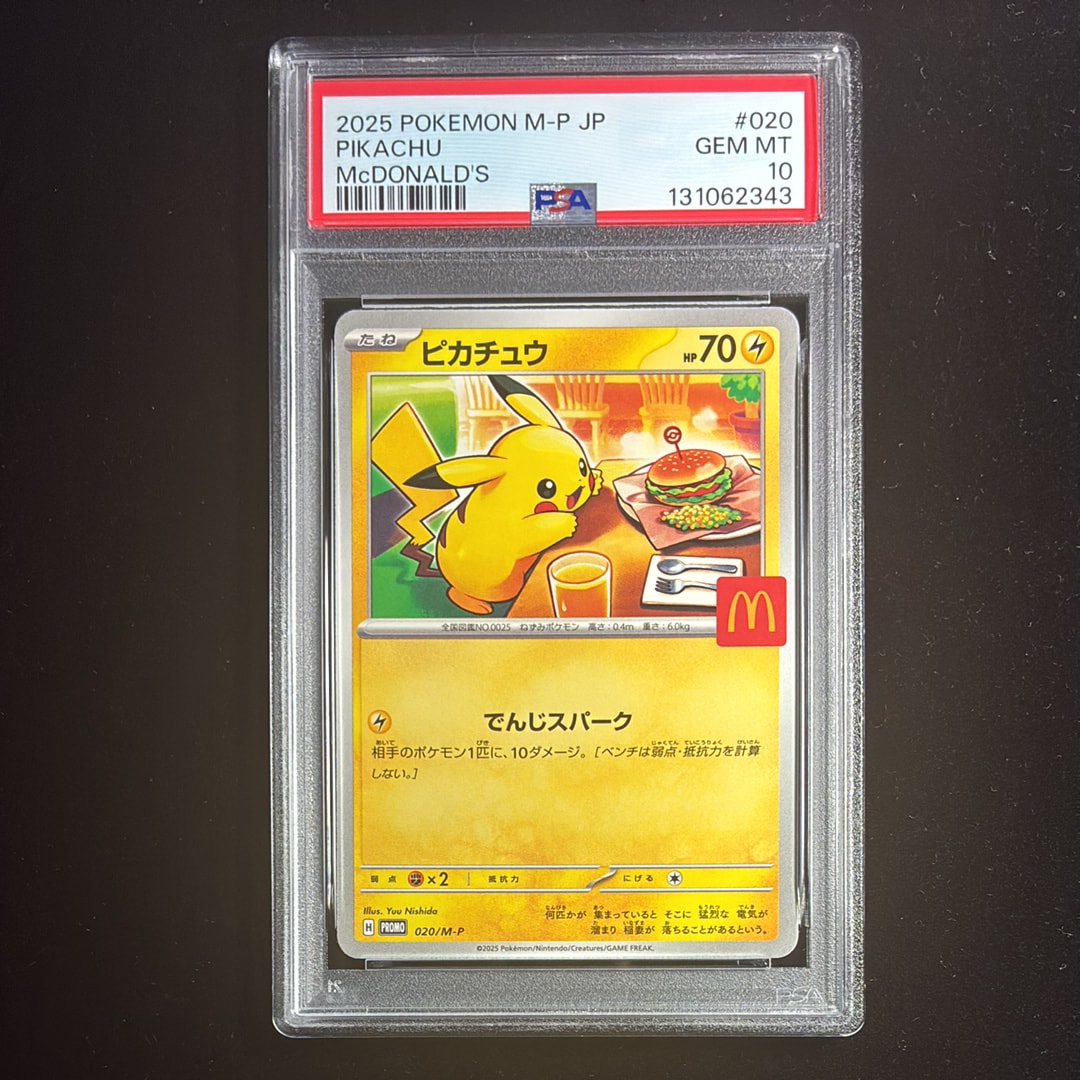 2025 POKEMON M-P JP #020
PIKACHU GEM MT
McDONALD'S 10
PSA 131062343
たね ピカチュウ HP70
M
全国図鑑NO.0025 ねずみポケモン 高さ:0.4m 重さ:6.0kg
でんじスパーク
相手のポケモン1匹に、10ダメージ。[ベンチは弱点・抵抗力を計算
しない。]
弱点 ×2 抵抗力 にげる
Illus. Yuu Nishida
H PROMO 020/M-P
何匹かが 集まっていると そこに 猛烈な 電気が
溜まり 稲妻が 落ちることがあるという。
©2025 Pokémon/Nintendo/Creatures/GAME FREAK.
PSA